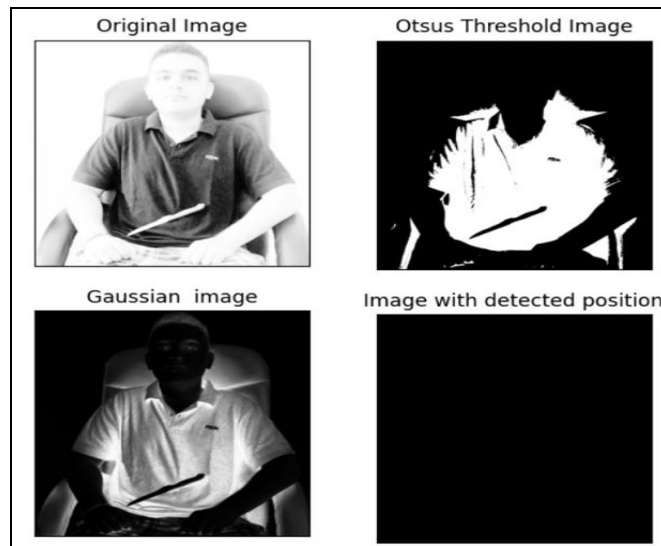 Original Image
Otsus Threshold Image
Gaussian  image
Image with detected position